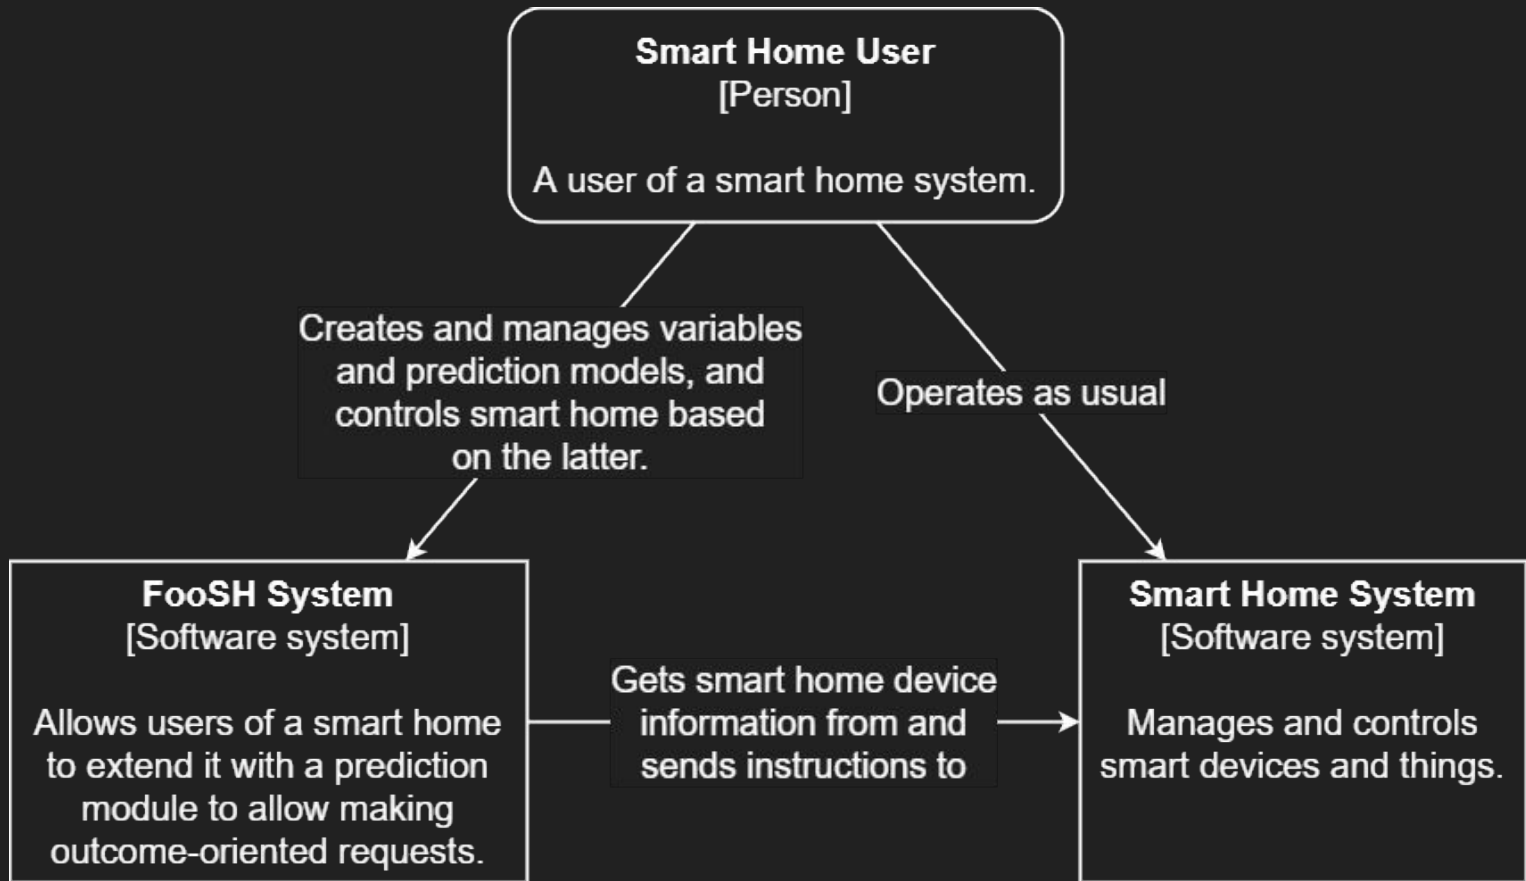 Smart Home User
[Person]
A user of a smart home system.
Creates and manages variables
and prediction models, and
controls smart home based
on the latter.
Operates as usual
FooSH System
[Software system]
Allows users of a smart home
to extend it with a prediction
module to allow making
outcome-oriented requests.
Gets smart home device
information from and
sends instructions to
Smart Home System
[Software system]
Manages and controls
smart devices and things.